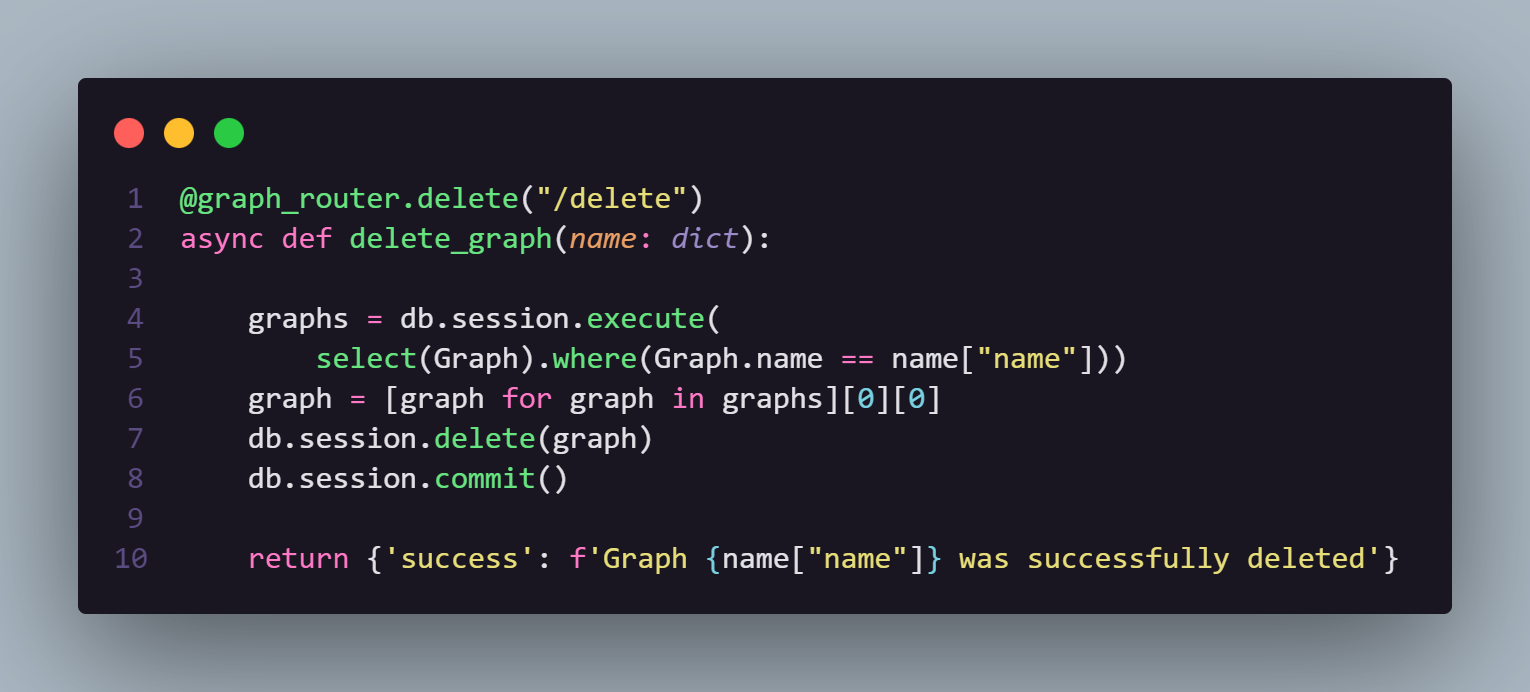 1 @graph_router.delete("/delete")
2 async def delete_graph(name: dict):
3
4     graphs = db.session.execute(
5         select(Graph).where(Graph.name == name["name"]))
6     graph = [graph for graph in graphs][0][0]
7     db.session.delete(graph)
8     db.session.commit()
9
10     return {'success': f'Graph {name["name"]} was successfully deleted'}